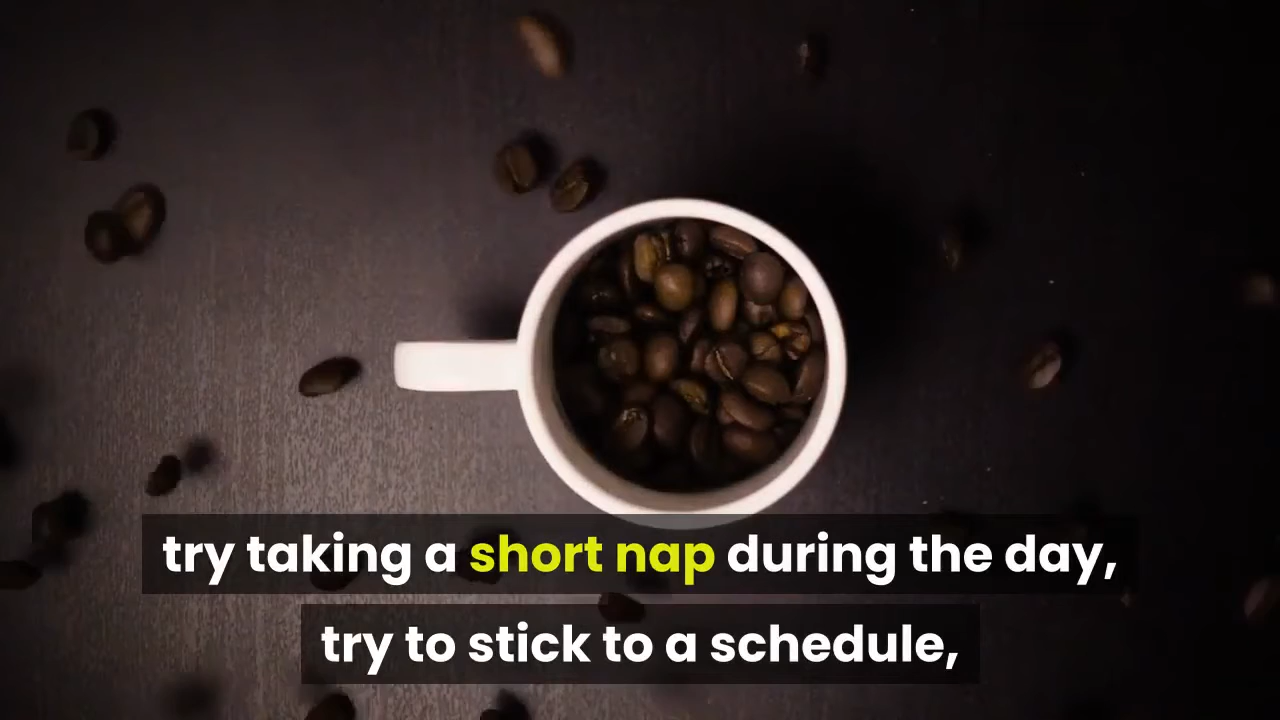 try taking a short nap during the day,
try to stick to a schedule,